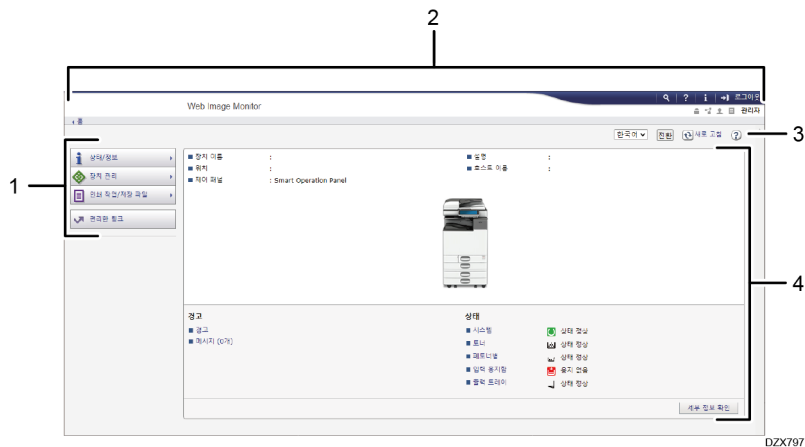 2
로그아웃
Web Image Monitor
관리자
홈
한국어 전환 새로 고침
3
1
상태/정보
장치 관리
인쇄 작업/저장 파일
편리한 링크
장치 이름 :
위치 :
제어 패널 : Smart Operation Panel
설명 :
호스트 이름 :
4
경고
경고
메시지 (0개)
상태
시스템 상태 정상
토너 상태 정상
폐토너병 상태 정상
입력 용지함 용지 없음
출력 트레이 상태 정상
세부 정보 확인
DZX797